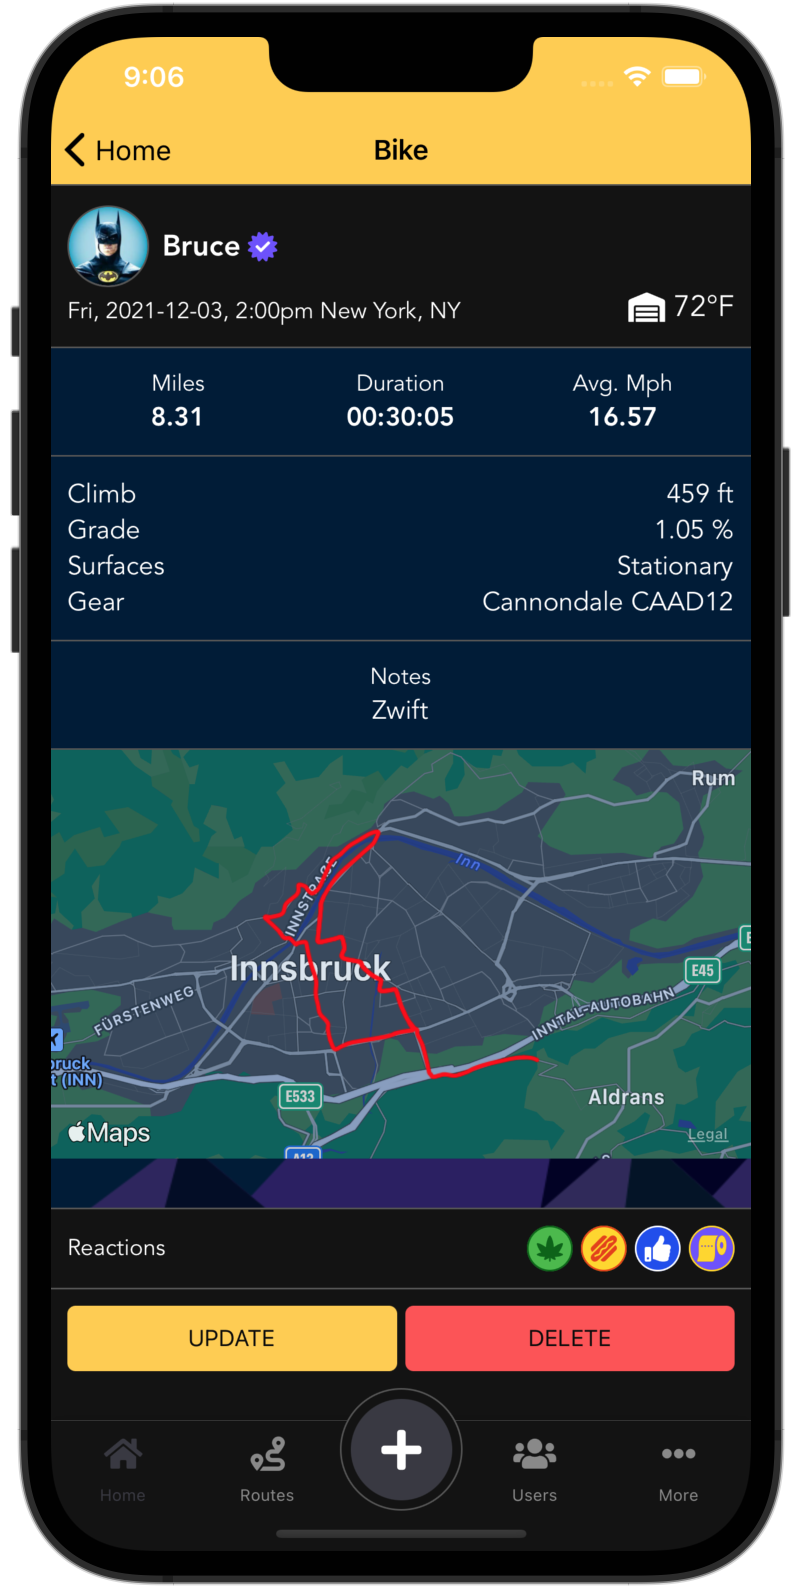 9:06
Home
Bike
Bruce
Fri, 2021-12-03, 2:00pm New York, NY
72°F
Miles
Duration
Avg. Mph
8.31
00:30:05
16.57
Climb
459 ft
Grade
1.05 %
Surfaces
Stationary
Gear
Cannondale CAAD12
Notes
Zwift
Rum
Inn
INNSTRASSE
Innsbruck
E45
FÜRSTENWEG
INNTAL-AUTOBAHN
bruck
t (INN)
E533
Aldrans
Maps
Legal
Reactions
UPDATE
DELETE
Home
Routes
Users
More